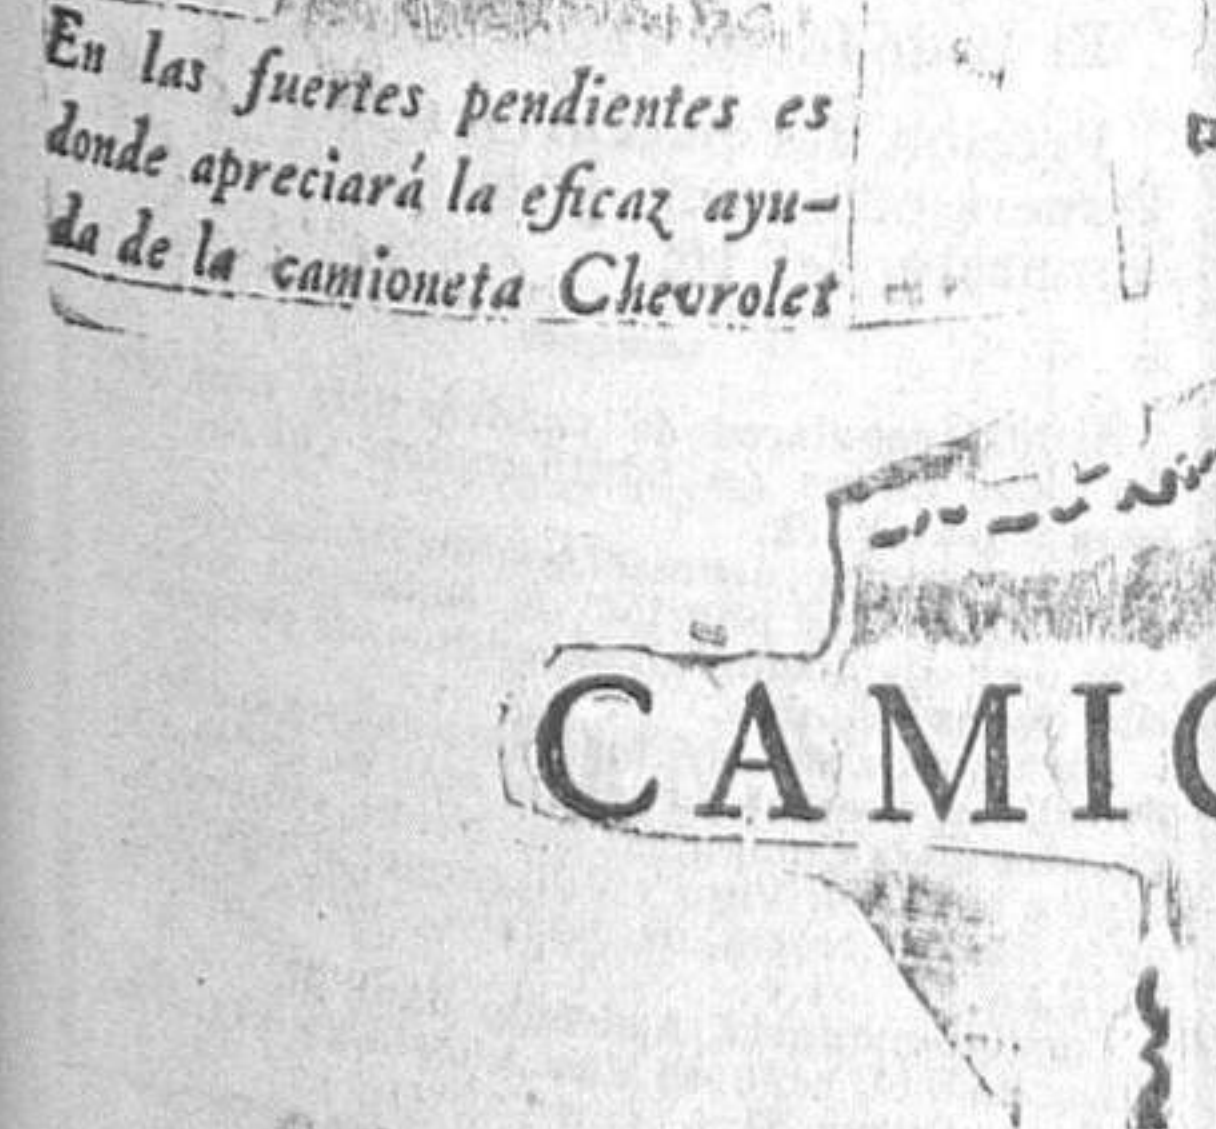 En las fuertes pendientes es
donde apreciará la eficaz ayu-
da de la camioneta Chevrolet
CAMIO